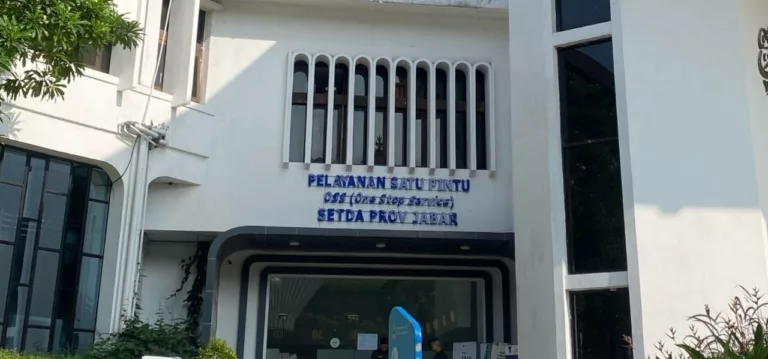 PELAYANAN SATU PINTU
OSS (One Stop Service)
SETDA PROV JABAR